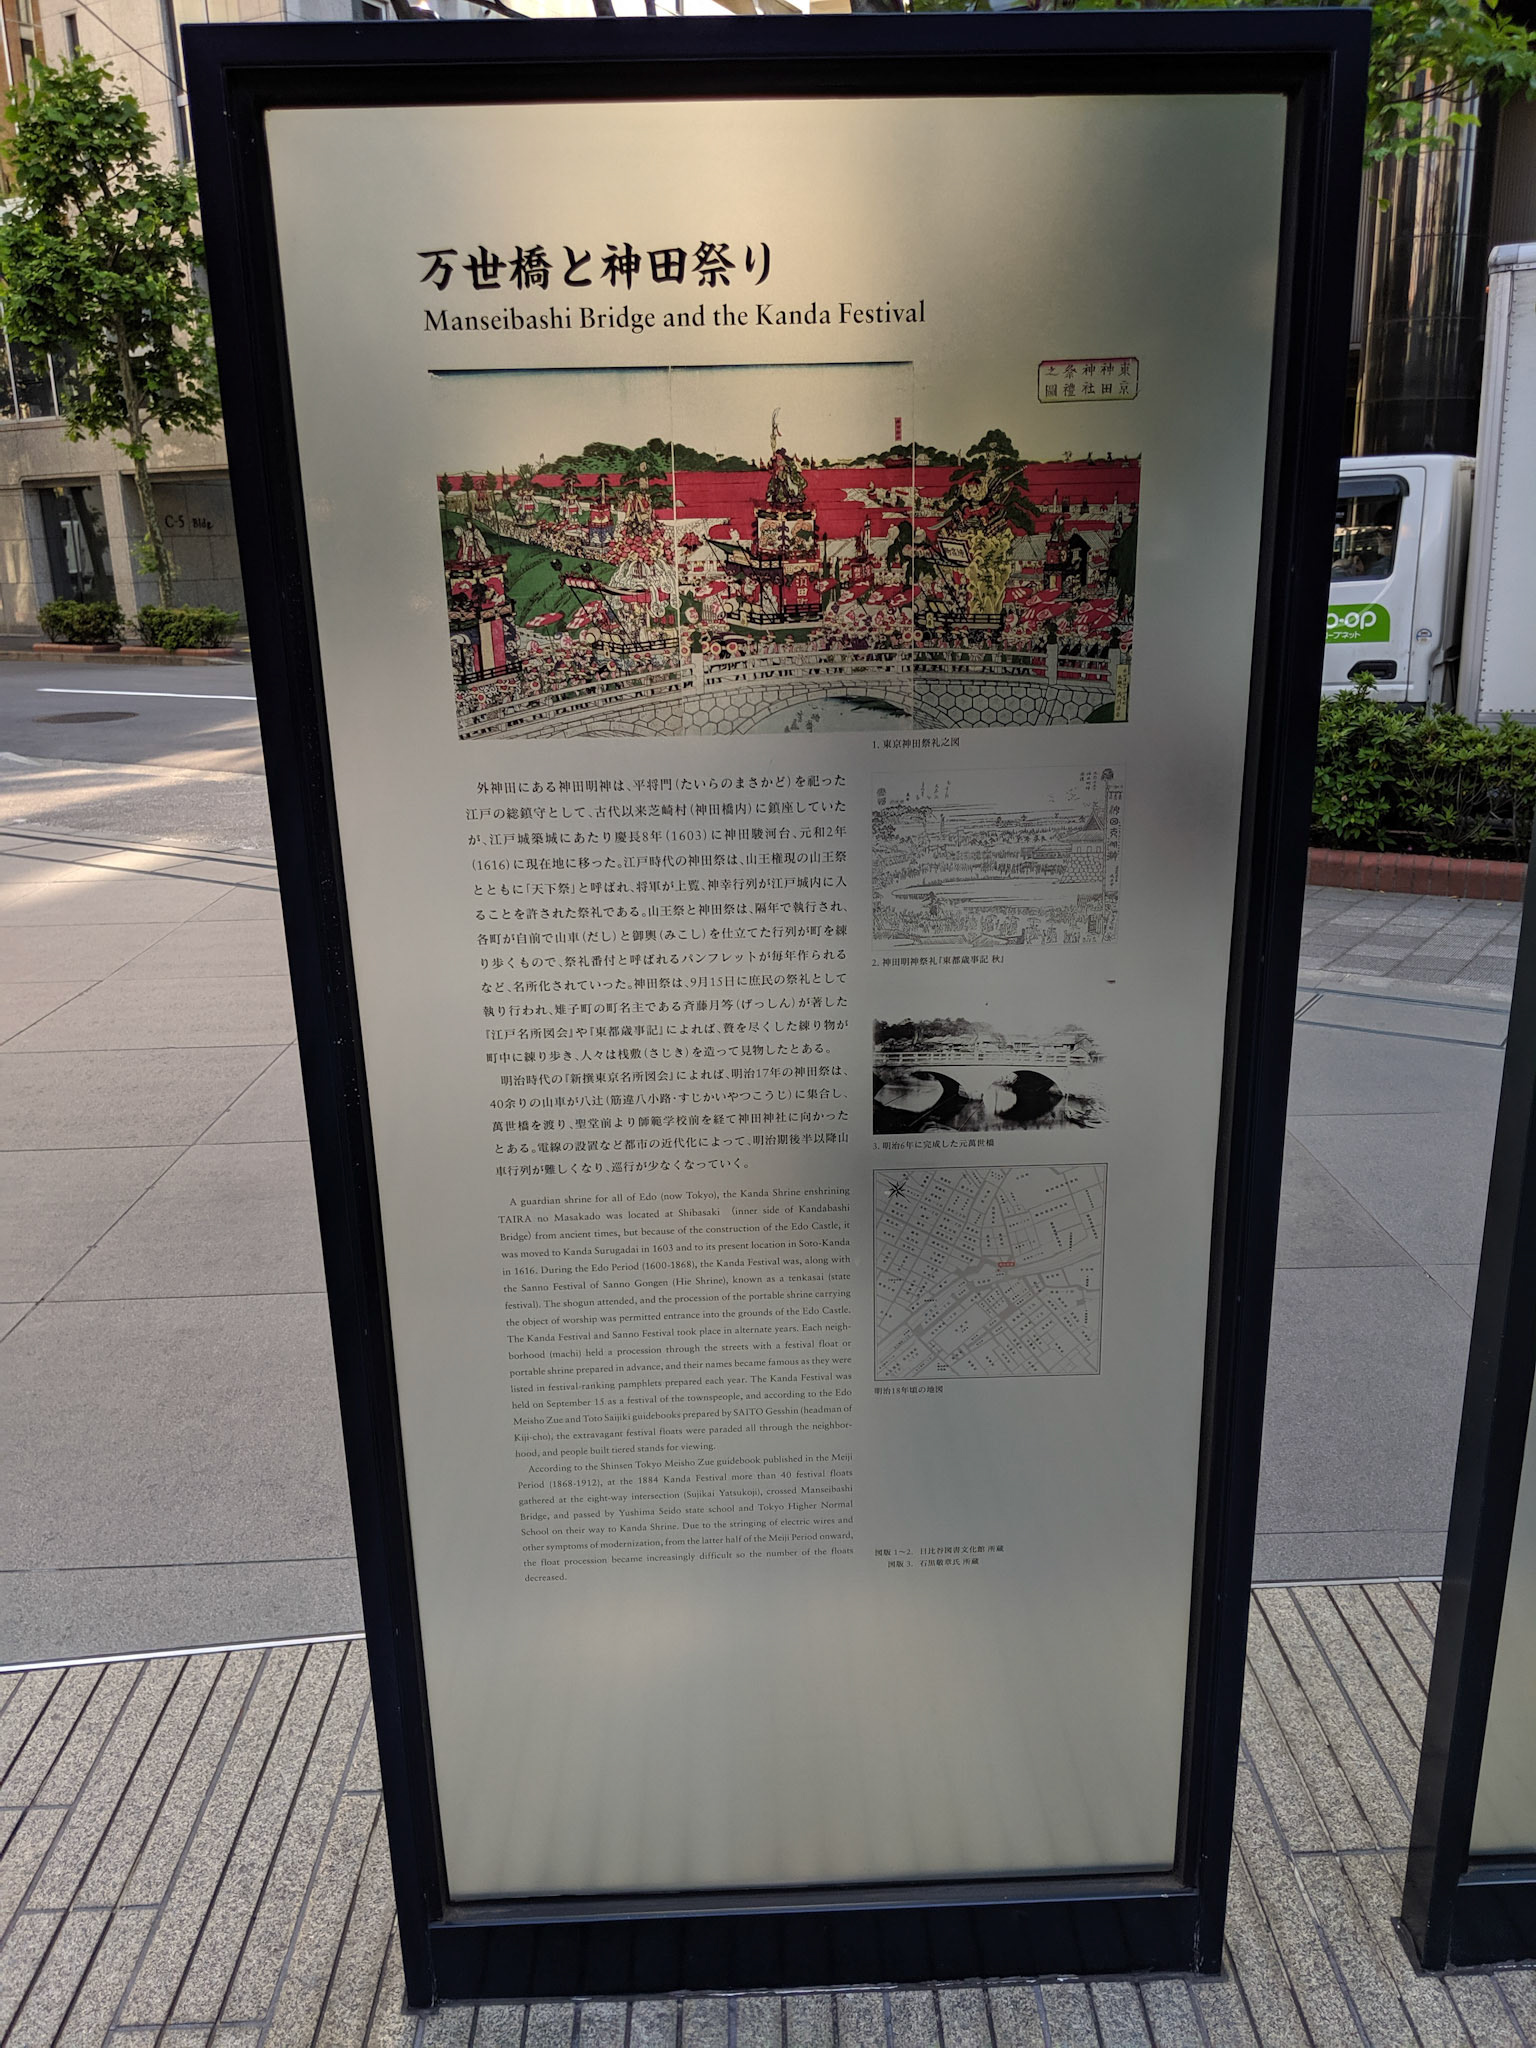 万世橋と神田祭り
Manseibashi Bridge and the Kanda Festival
東京
神田
神社
祭禮
之圖
1. 東京神田祭礼之図
外神田にある神田明神は、平将門（たいらのまさかど）を祀った
江戸の総鎮守として、古代以来芝崎村（神田橋内）に鎮座していた
が、江戸城築城にあたり慶長8年（1603）に神田駿河台、元和2年
（1616）に現在地に移った。江戸時代の神田祭は、山王権現の山王祭
とともに「天下祭」と呼ばれ、将軍が上覧、神幸行列が江戸城内に入
ることを許された祭礼である。山王祭と神田祭は、隔年で執行され、
各町が自前で山車（だし）と御輿（みこし）を仕立てた行列が町を練
り歩くもので、祭礼番付と呼ばれるパンフレットが毎年作られる
など、名所化されていった。神田祭は、9月15日に庶民の祭礼として
執り行われ、雉子町の町名主である斉藤月岑（げっしん）が著した
『江戸名所図会』や『東都歳事記』によれば、贅を尽くした練り物が
町中に練り歩き、人々は桟敷（さじき）を造って見物したとある。
明治時代の『新撰東京名所図会』によれば、明治17年の神田祭は、
40余りの山車が八辻（筋違八小路・すじかいやつこうじ）に集合し、
萬世橋を渡り、聖堂前より師範学校前を経て神田神社に向かった
とある。電線の設置など都市の近代化によって、明治期後半以降山
車行列が難しくなり、巡行が少なくなっていく。
A guardian shrine for all of Edo (now Tokyo), the Kanda Shrine enshrining
TAIRA no Masakado was located at Shibasaki (inner side of Kandabashi
Bridge) from ancient times, but because of the construction of the Edo Castle, it
was moved to Kanda Surugadai in 1603 and to its present location in Soto-Kanda
in 1616. During the Edo Period (1600-1868), the Kanda Festival was, along with
the Sanno Festival of Sanno Gongen (Hie Shrine), known as a tenkasai (state
festival). The shogun attended, and the procession of the portable shrine carrying
the object of worship was permitted entrance into the grounds of the Edo Castle.
The Kanda Festival and Sanno Festival took place in alternate years. Each neigh-
borhood (machi) held a procession through the streets with a festival float or
portable shrine prepared in advance, and their names became famous as they were
listed in festival-ranking pamphlets prepared each year. The Kanda Festival was
held on September 15 as a festival of the townspeople, and according to the Edo
Meisho Zue and Toto Saijiki guidebooks prepared by SAITO Gesshin (headman of
Kiji-cho), the extravagant festival floats were paraded all through the neighbor-
hood, and people built tiered stands for viewing.
According to the Shinsen Tokyo Meisho Zue guidebook published in the Meiji
Period (1868-1912), at the 1884 Kanda Festival more than 40 festival floats
gathered at the eight-way intersection (Sujikai Yatsukoji), crossed Manseibashi
Bridge, and passed by Yushima Seido state school and Tokyo Higher Normal
School on their way to Kanda Shrine. Due to the stringing of electric wires and
other symptoms of modernization, from the latter half of the Meiji Period onward,
the float procession became increasingly difficult so the number of the floats
decreased.
2. 神田明神祭礼『東都歳事記 秋』
3. 明治6年に完成した元萬世橋
明治18年頃の地図
図版 1～2. 日比谷図書文化館 所蔵
図版 3. 石黒敬章氏 所蔵
C-5 Bldg.
o-op
ープネット